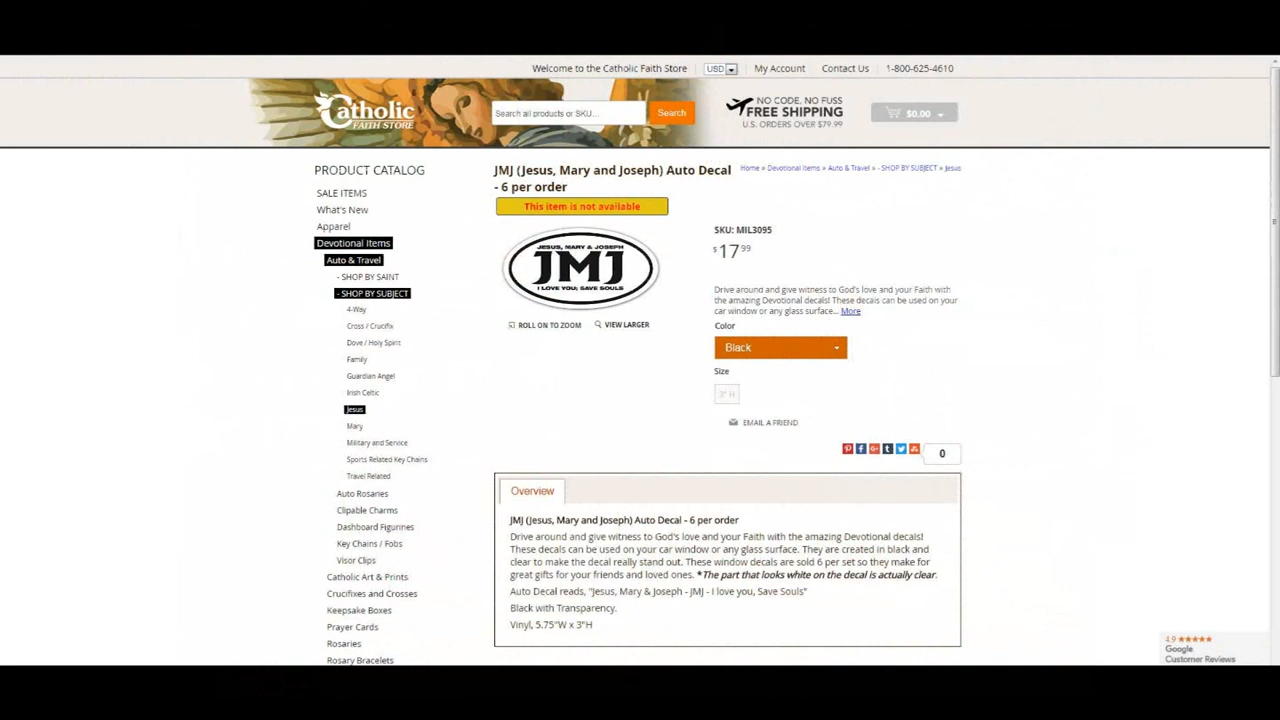 Welcome to the Catholic Faith Store USD My Account Contact Us 1-800-625-4610
Catholic
FAITH STORE
Search all products or SKU...
Search
NO CODE, NO FUSS
FREE SHIPPING
U.S. ORDERS OVER $79.99
$0.00
PRODUCT CATALOG
SALE ITEMS
What's New
Apparel
Devotional Items
Auto & Travel
- SHOP BY SAINT
- SHOP BY SUBJECT
4-Way
Cross / Crucifix
Dove / Holy Spirit
Family
Guardian Angel
Irish Celtic
Jesus
Mary
Military and Service
Sports Related Key Chains
Travel Related
Auto Rosaries
Clipable Charms
Dashboard Figurines
Key Chains / Fobs
Visor Clips
Catholic Art & Prints
Crucifixes and Crosses
Keepsake Boxes
Prayer Cards
Rosaries
Rosary Bracelets
JMJ (Jesus, Mary and Joseph) Auto Decal
- 6 per order
Home » Devotional Items » Auto & Travel » - SHOP BY SUBJECT » Jesus
This item is not available
JESUS, MARY & JOSEPH
JMJ
I LOVE YOU; SAVE SOULS
ROLL ON TO ZOOM VIEW LARGER
SKU: MIL3095
$17.99
Drive around and give witness to God's love and your Faith with
the amazing Devotional decals! These decals can be used on your
car window or any glass surface... More
Color
Black
Size
3" H
EMAIL A FRIEND
0
Overview
JMJ (Jesus, Mary and Joseph) Auto Decal - 6 per order
Drive around and give witness to God's love and your Faith with the amazing Devotional decals!
These decals can be used on your car window or any glass surface. They are created in black and
clear to make the decal really stand out. These window decals are sold 6 per set so they make for
great gifts for your friends and loved ones. *The part that looks white on the decal is actually clear.
Auto Decal reads, "Jesus, Mary & Joseph - JMJ - I love you, Save Souls"
Black with Transparency.
Vinyl, 5.75"W x 3"H
4.9 ★★★★★
Google
Customer Reviews